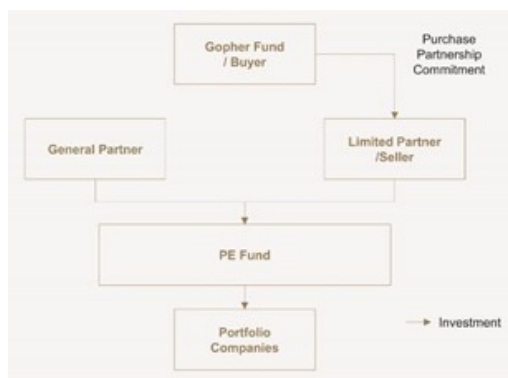 Gopher Fund
/ Buyer
Purchase
Partnership
Commitment
General Partner
Limited Partner
/Seller
PE Fund
Portfolio
Companies
Investment